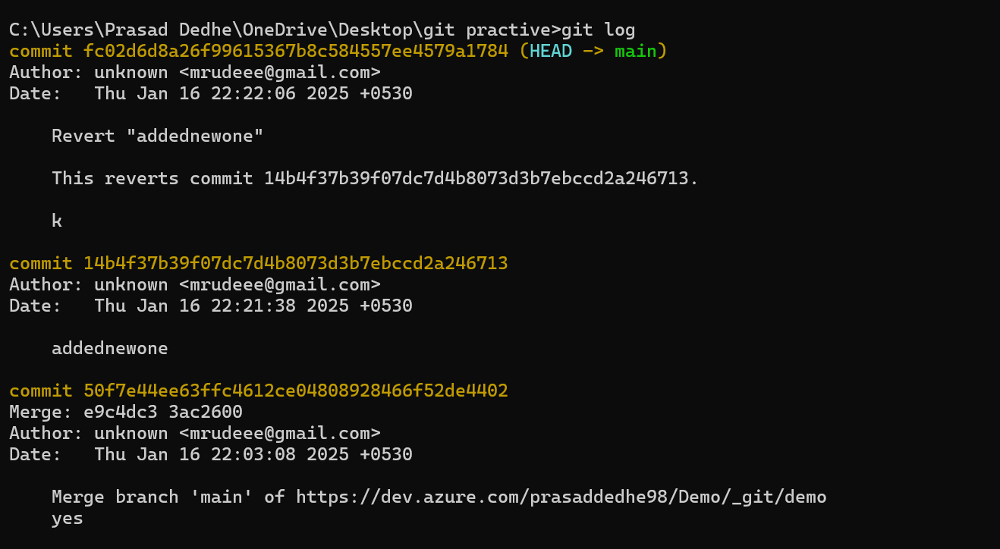 C:\Users\Prasad Dedhe\OneDrive\Desktop\git practive>git log
commit fc02d6d8a26f99615367b8c584557ee4579a1784 (HEAD -> main)
Author: unknown <mrudeee@gmail.com>
Date:   Thu Jan 16 22:22:06 2025 +0530

    Revert "addednewone"

    This reverts commit 14b4f37b39f07dc7d4b8073d3b7ebccd2a246713.

    k

commit 14b4f37b39f07dc7d4b8073d3b7ebccd2a246713
Author: unknown <mrudeee@gmail.com>
Date:   Thu Jan 16 22:21:38 2025 +0530

    addednewone

commit 50f7e44ee63ffc4612ce04808928466f52de4402
Merge: e9c4dc3 3ac2600
Author: unknown <mrudeee@gmail.com>
Date:   Thu Jan 16 22:03:08 2025 +0530

    Merge branch 'main' of https://dev.azure.com/prasaddedhe98/Demo/_git/demo
    yes